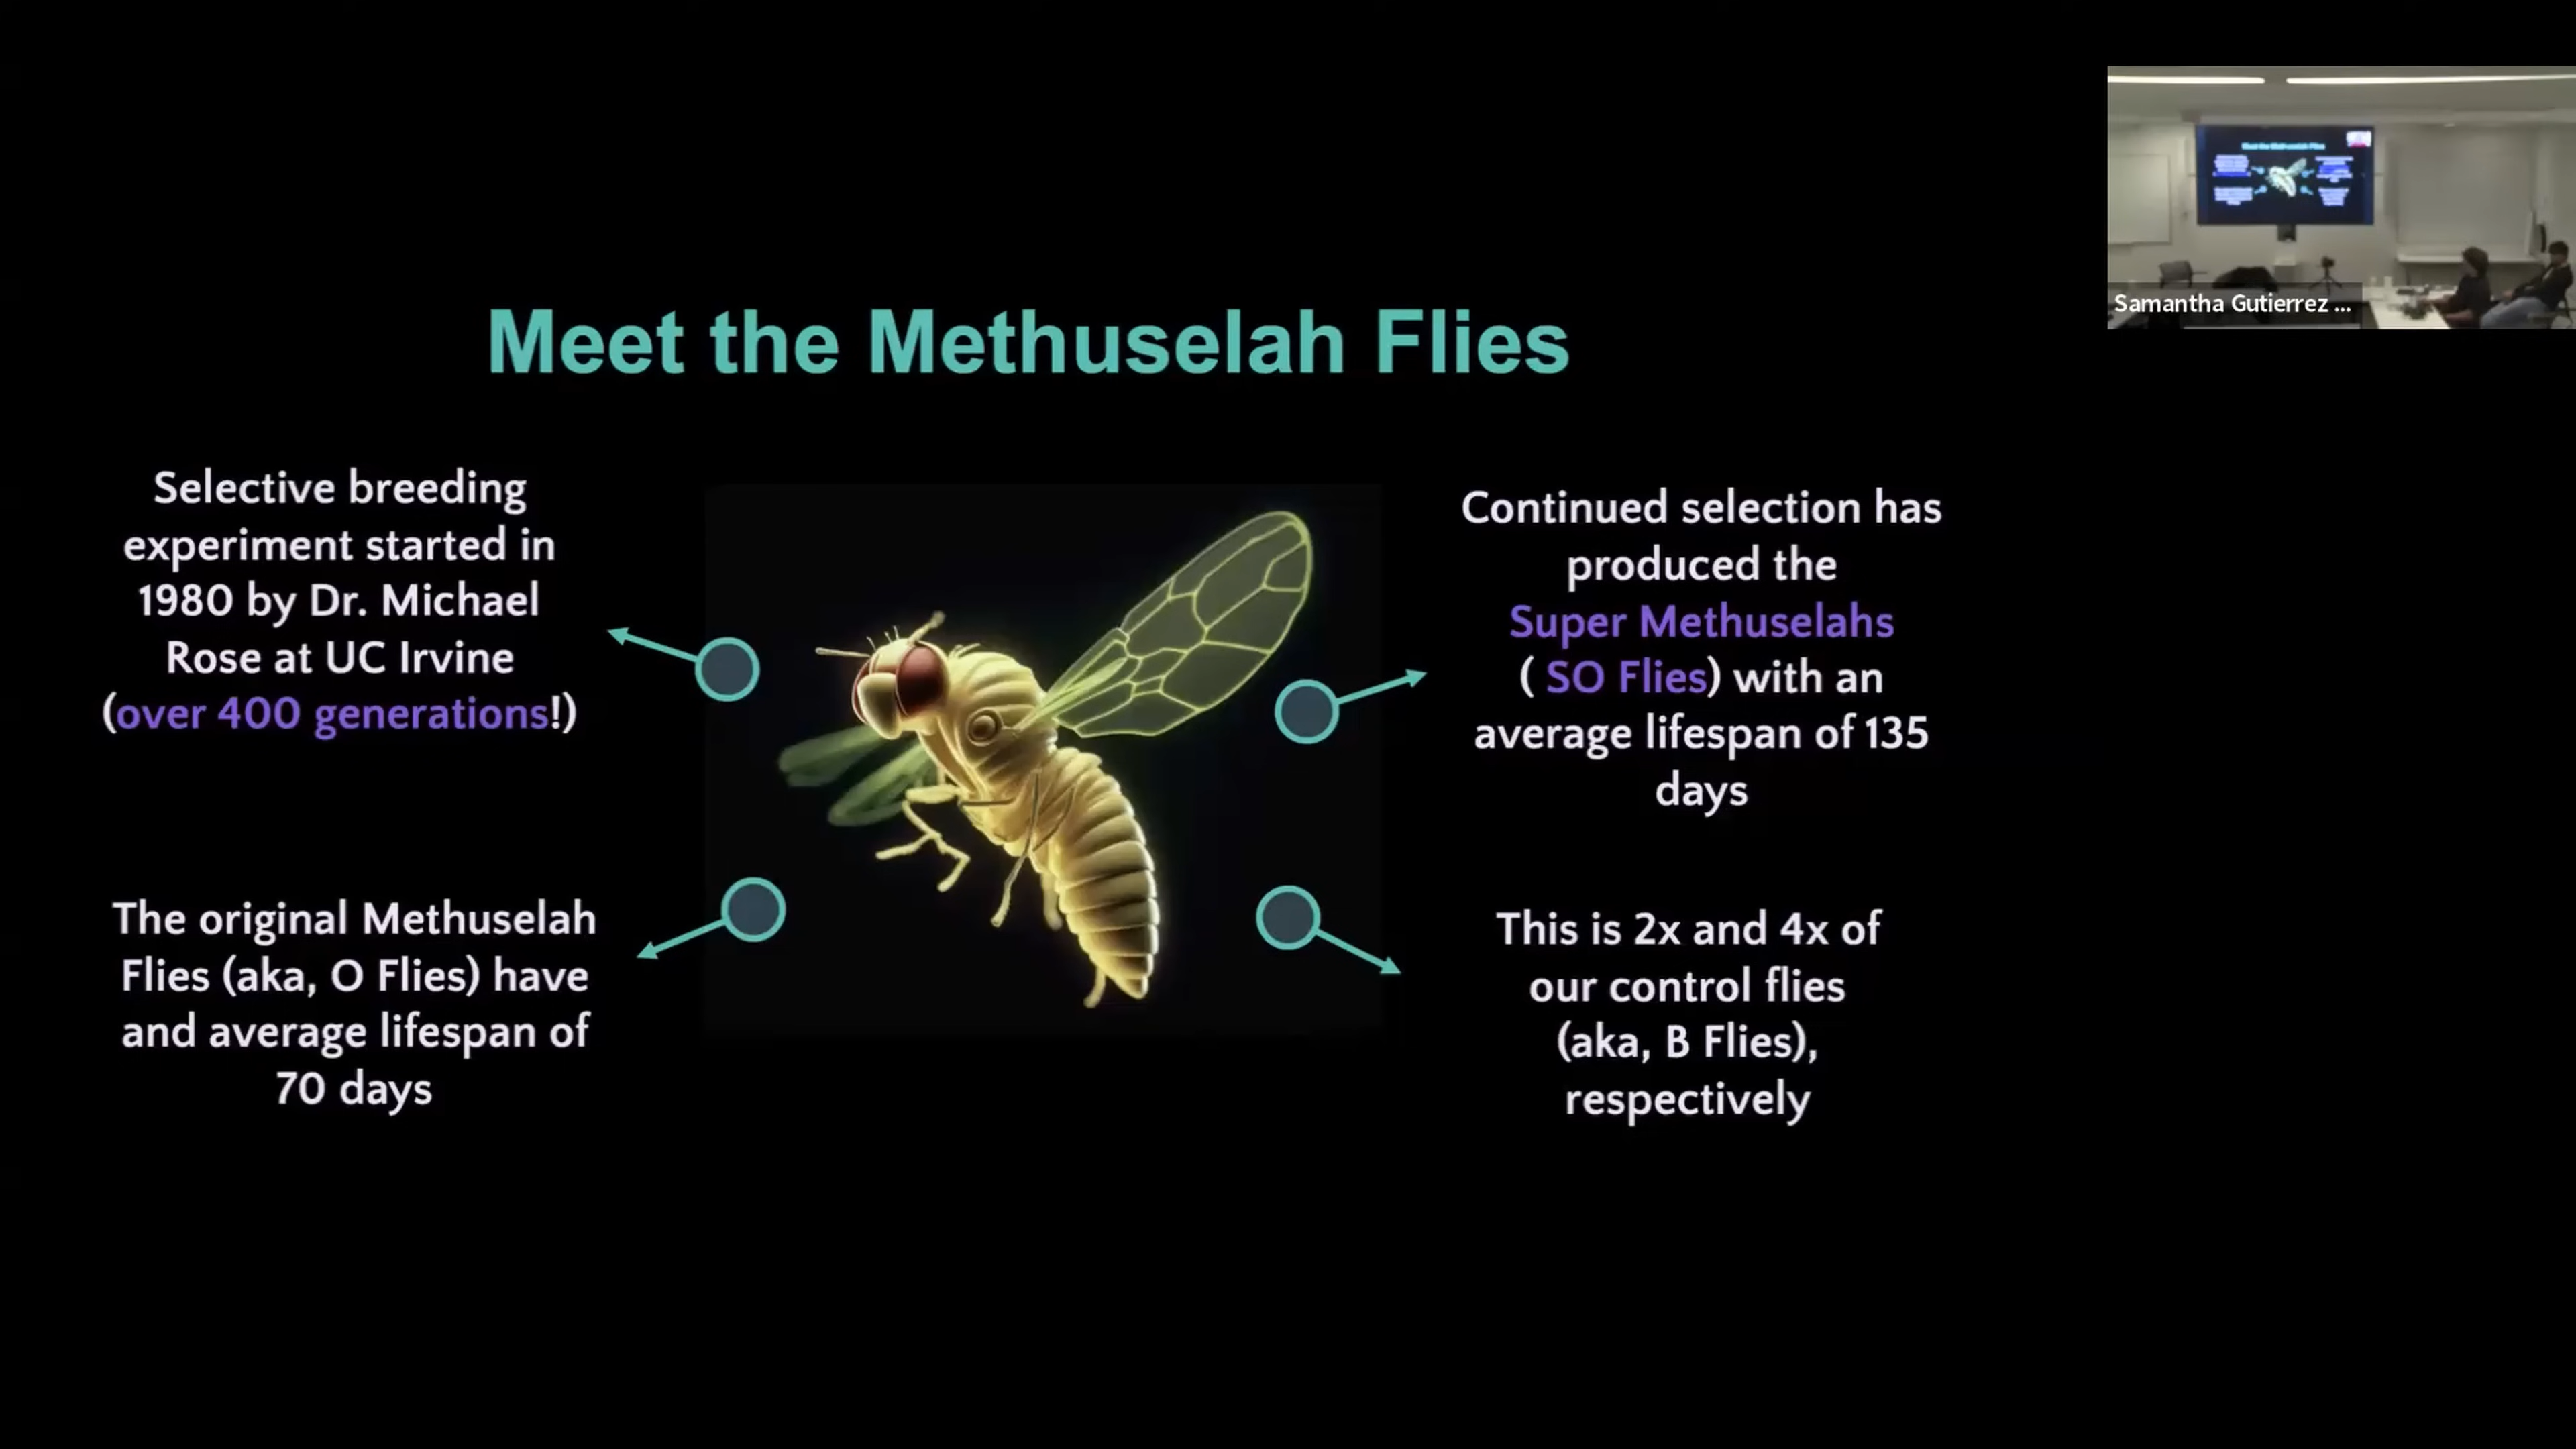 Meet the Methuselah Flies
Selective breeding
experiment started in
1980 by Dr. Michael
Rose at UC Irvine
(over 400 generations!)
The original Methuselah
Flies (aka, O Flies) have
and average lifespan of
70 days
Continued selection has
produced the
Super Methuselahs
( SO Flies) with an
average lifespan of 135
days
This is 2x and 4x of
our control flies
(aka, B Flies),
respectively
Samantha Gutierrez ...